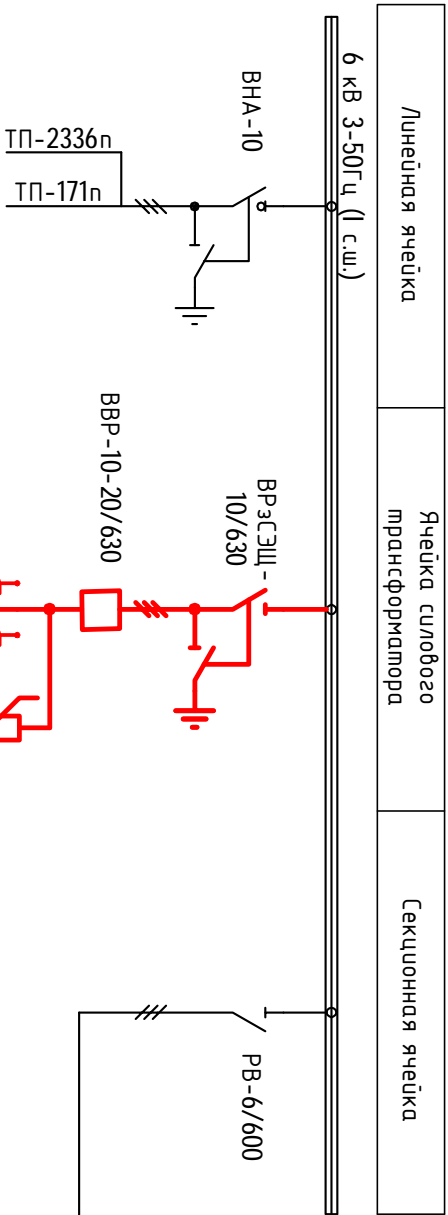 Линейная ячейка
Ячейка силового
трансформатора
Секционная ячейка
6 кВ 3-50Гц (I с.ш.)
ВНА-10
ТП-2336п
ТП-171п
ВРзСЭЩ-
10/630
ВВР-10-20/630
РВ-6/600